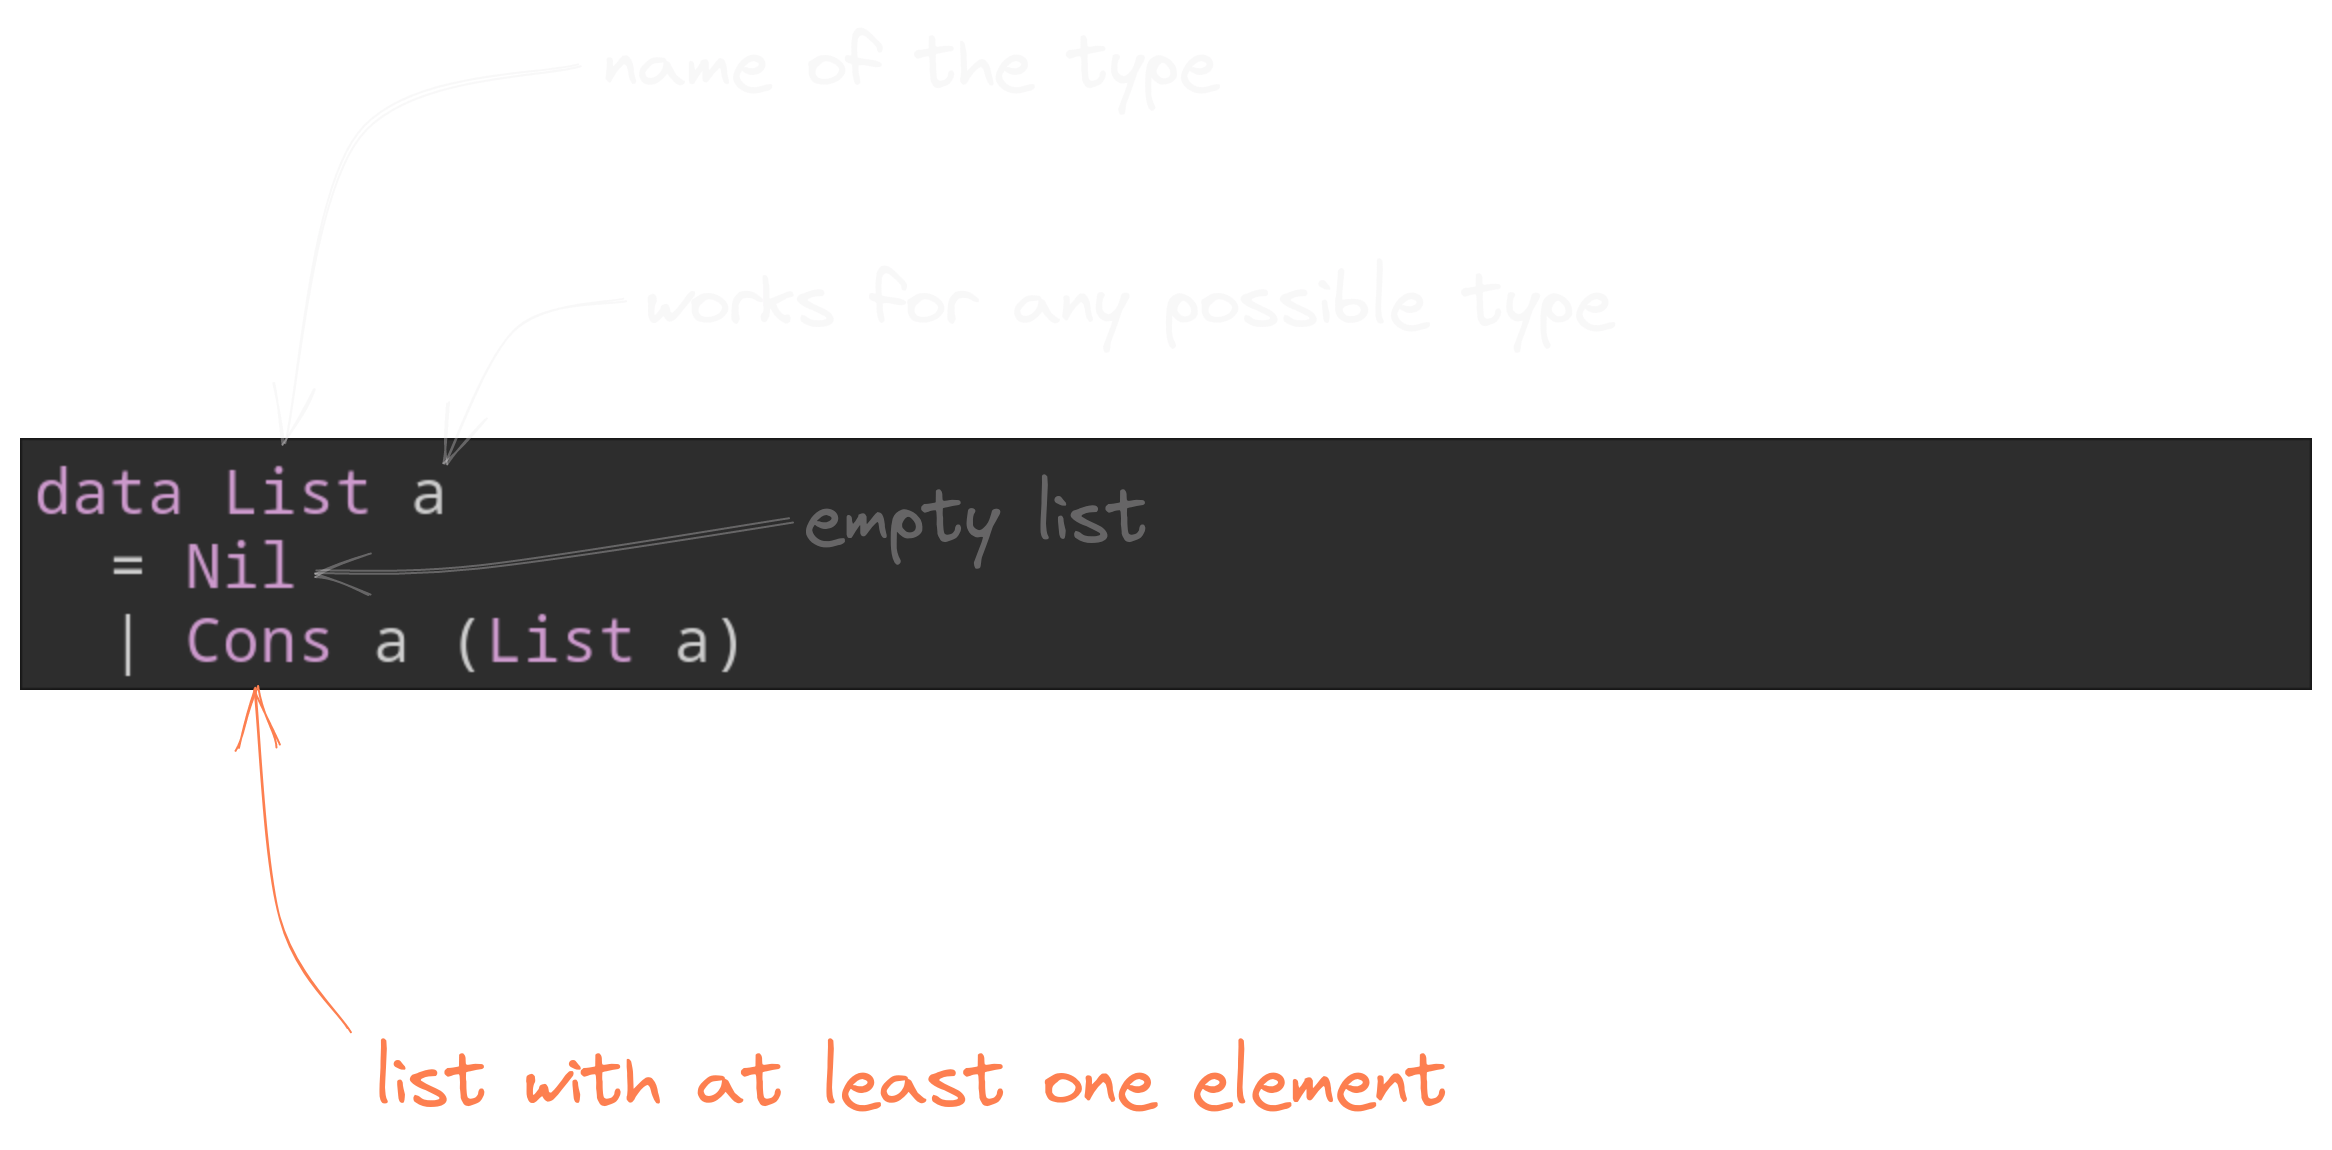 name of the type
works for any possible type
data List a
empty list
= Nil
| Cons a (List a)
list with at least one element